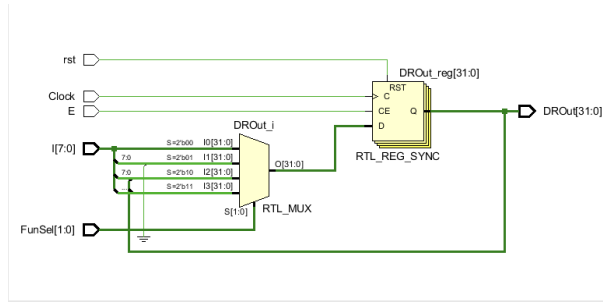 rst
DROut_reg[31:0]
RST
Clock
C
E
CE
Q
DROut[31:0]
DROut_i
D
I[7:0]
S=2'b00
I0[31:0]
RTL_REG_SYNC
7:0
S=2'b01
I1[31:0]
O[31:0]
7:0
S=2'b10
I2[31:0]
...
S=2'b11
I3[31:0]
S[1:0]
RTL_MUX
FunSel[1:0]